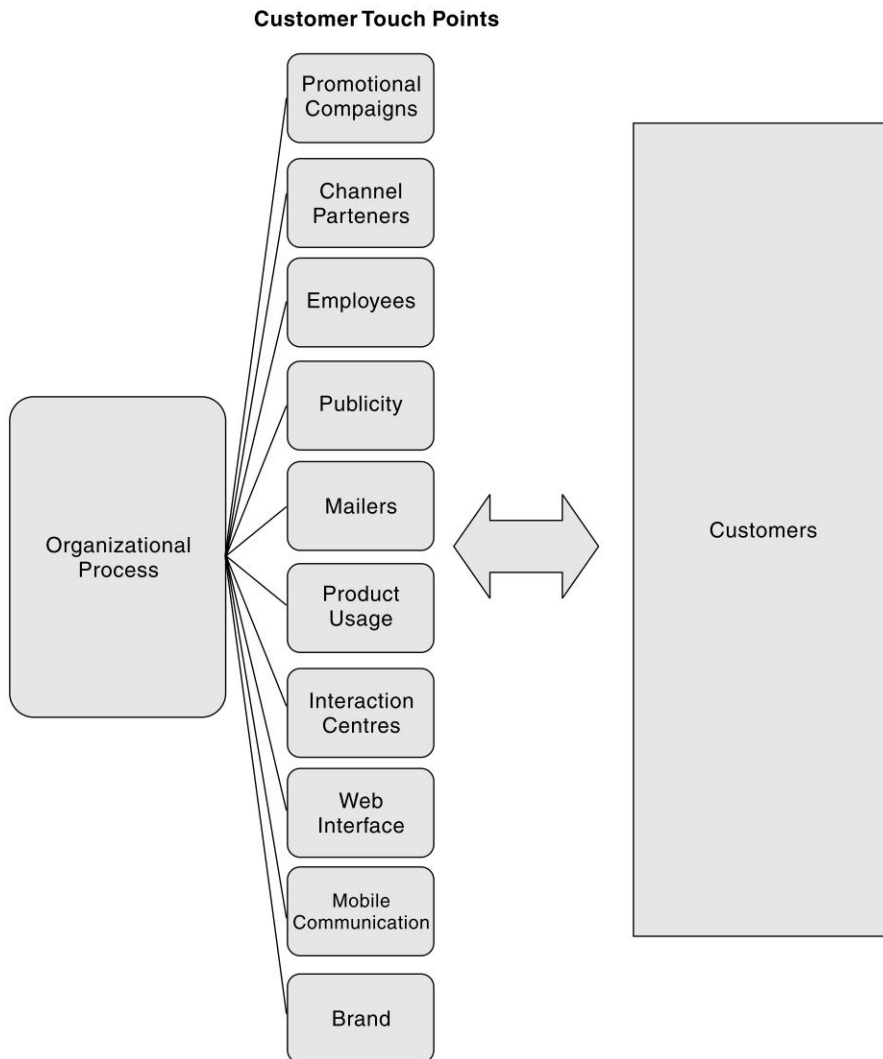 Customer Touch Points
Promotional
Compaigns
Channel
Parteners
Employees
Publicity
Mailers
Organizational
Process
Product
Usage
Interaction
Centres
Web
Interface
Mobile
Communication
Brand
Customers